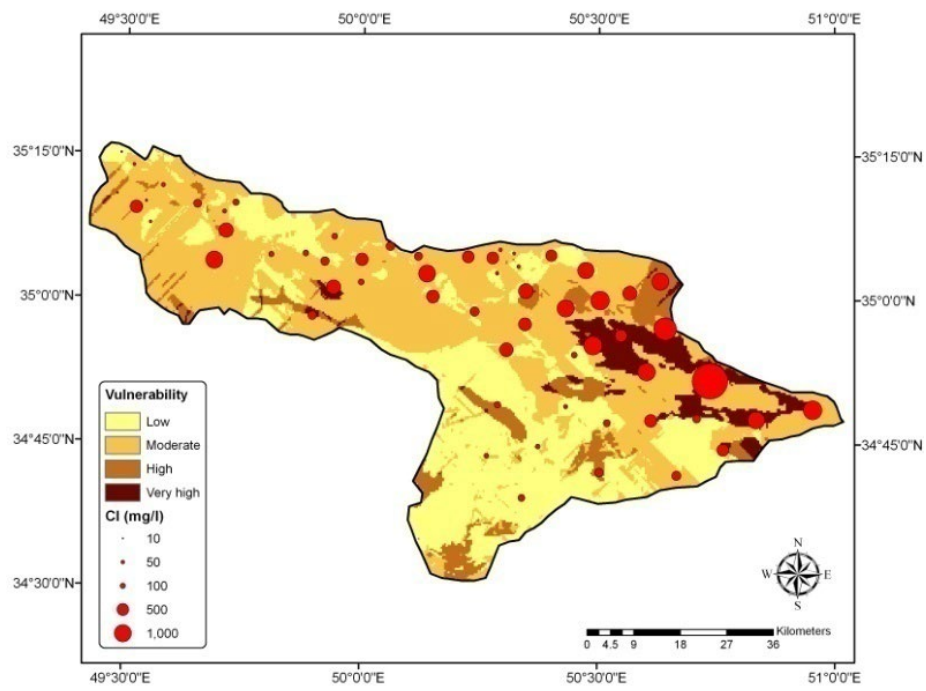 49°30'0"E 50°0'0"E 50°30'0"E 51°0'0"E
35°15'0"N 35°15'0"N
35°0'0"N 35°0'0"N
34°45'0"N 34°45'0"N
34°30'0"N 34°30'0"N
Vulnerability
Low
Moderate
High
Very high
Cl (mg/l)
10
50
100
500
1,000
N
W E
S
Kilometers
0 4.5 9 18 27 36
49°30'0"E 50°0'0"E 50°30'0"E 51°0'0"E